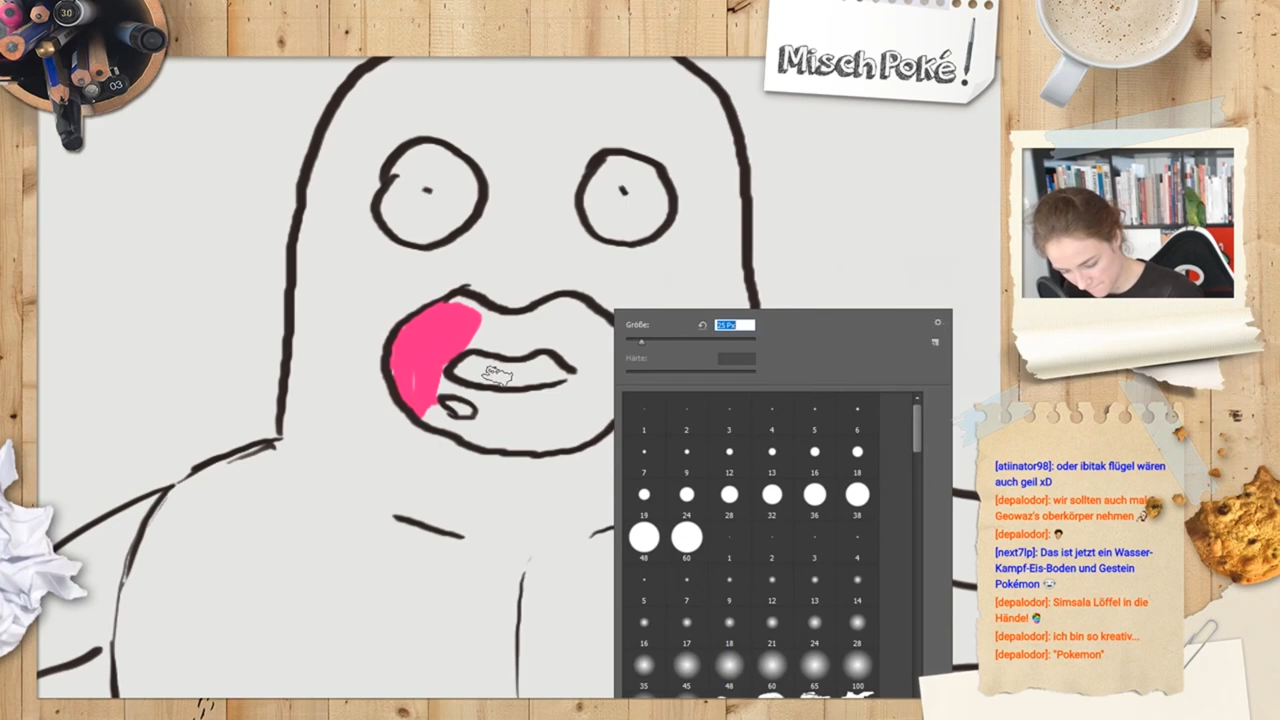 30
03
MischPoké!
Größe:
25 Px
Härte:
1 2 3 4 5 6
7 9 12 13 16 18
19 24 28 32 36 38
48 60 1 2 3 4
5 7 9 12 13 14
16 17 18 21 24 28
35 45 48 60 65 100
[atiinator98]: oder ibitak flügel wären
auch geil xD
[depalodor]: wir sollten auch mal
Geowaz's oberkörper nehmen
[depalodor]:
[next7lp]: Das ist jetzt ein Wasser-
Kampf-Eis-Boden und Gestein
Pokémon
[depalodor]: Simsala Löffel in die
Hände!
[depalodor]: ich bin so kreativ...
[depalodor]: "Pokemon"